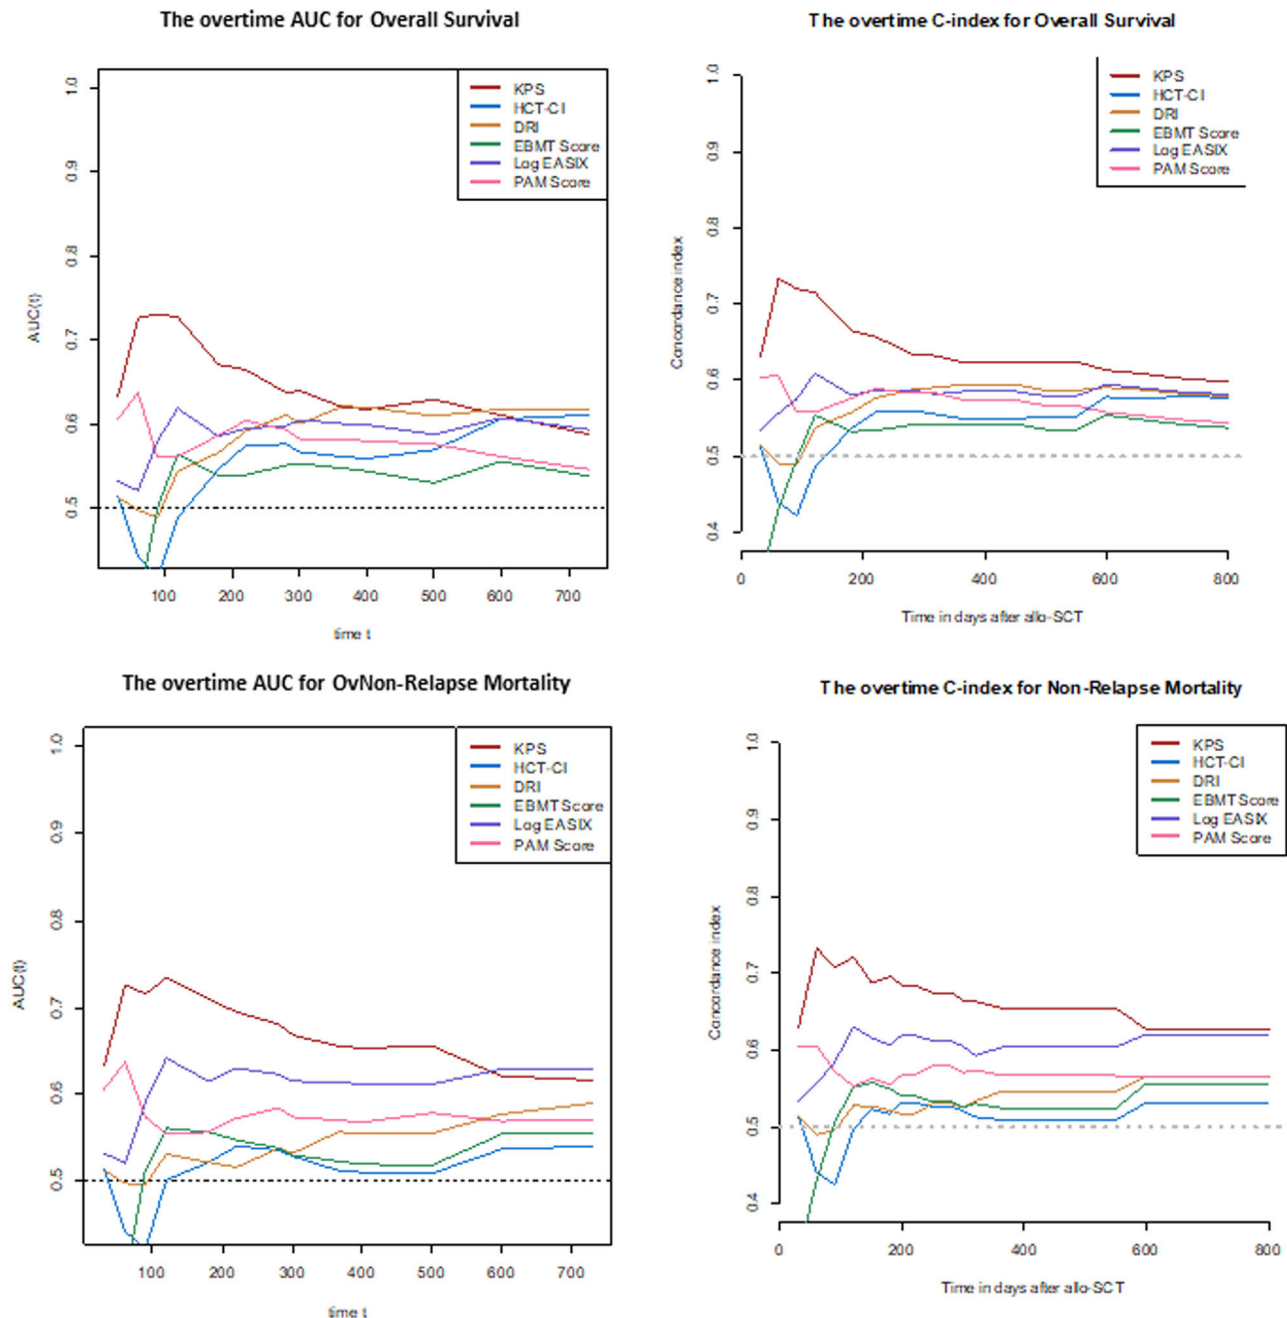 The overtime AUC for Overall Survival
AUC(t)
1.0
0.9
0.8
0.7
0.6
0.5
KPS
HCT-CI
DRI
EBMT Score
Log EASIX
PAM Score
100 200 300 400 500 600 700
time t
The overtime C-index for Overall Survival
Concordance index
1.0
0.9
0.8
0.7
0.6
0.5
0.4
KPS
HCT-CI
DRI
EBMT Score
Log EASIX
PAM Score
0 200 400 600 800
Time in days after allo-SCT
The overtime AUC for OvNon-Relapse Mortality
AUC(t)
1.0
0.9
0.8
0.7
0.6
0.5
KPS
HCT-CI
DRI
EBMT Score
Log EASIX
PAM Score
100 200 300 400 500 600 700
time t
The overtime C-index for Non-Relapse Mortality
Concordance index
1.0
0.9
0.8
0.7
0.6
0.5
0.4
KPS
HCT-CI
DRI
EBMT Score
Log EASIX
PAM Score
0 200 400 600 800
Time in days after allo-SCT